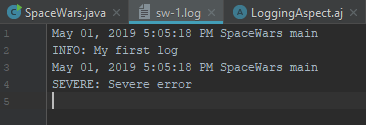 SpaceWars.java sw-1.log LoggingAspect.aj
1 May 01, 2019 5:05:18 PM SpaceWars main
2 INFO: My first log
3 May 01, 2019 5:05:18 PM SpaceWars main
4 SEVERE: Severe error
5